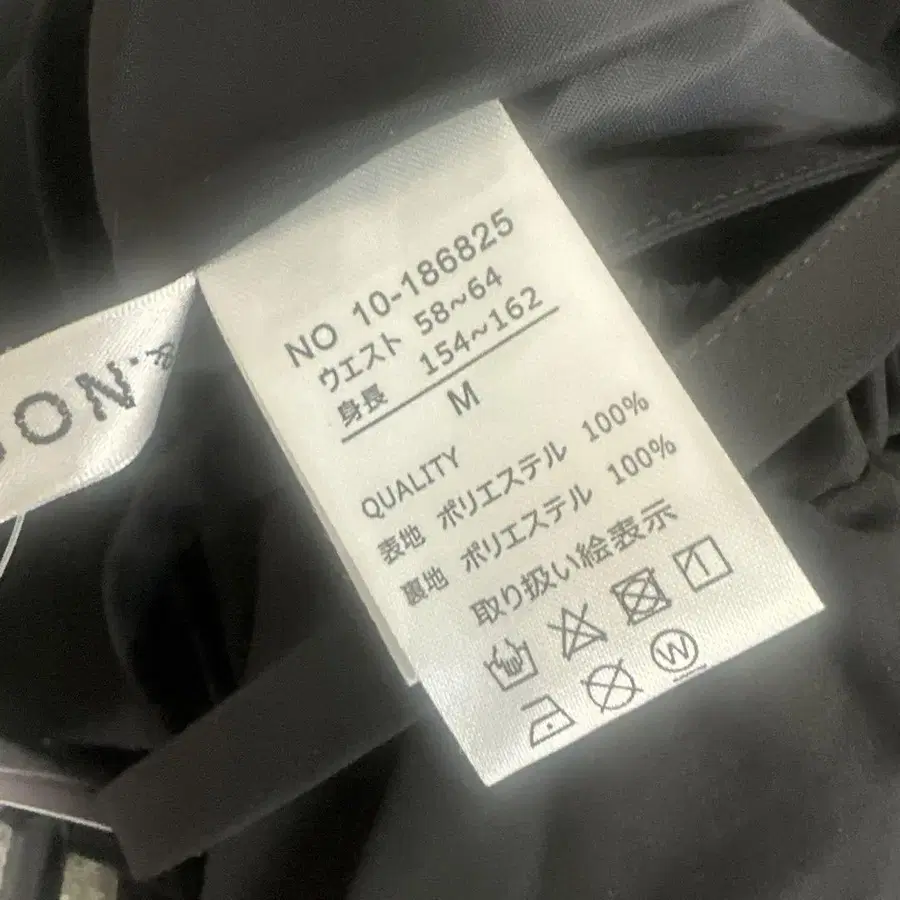 ON.&
NO 10-186825
ウエスト 58~64
身長 154~162
M
QUALITY
表地 ポリエステル 100%
裏地 ポリエステル 100%
取り扱い絵表示
W